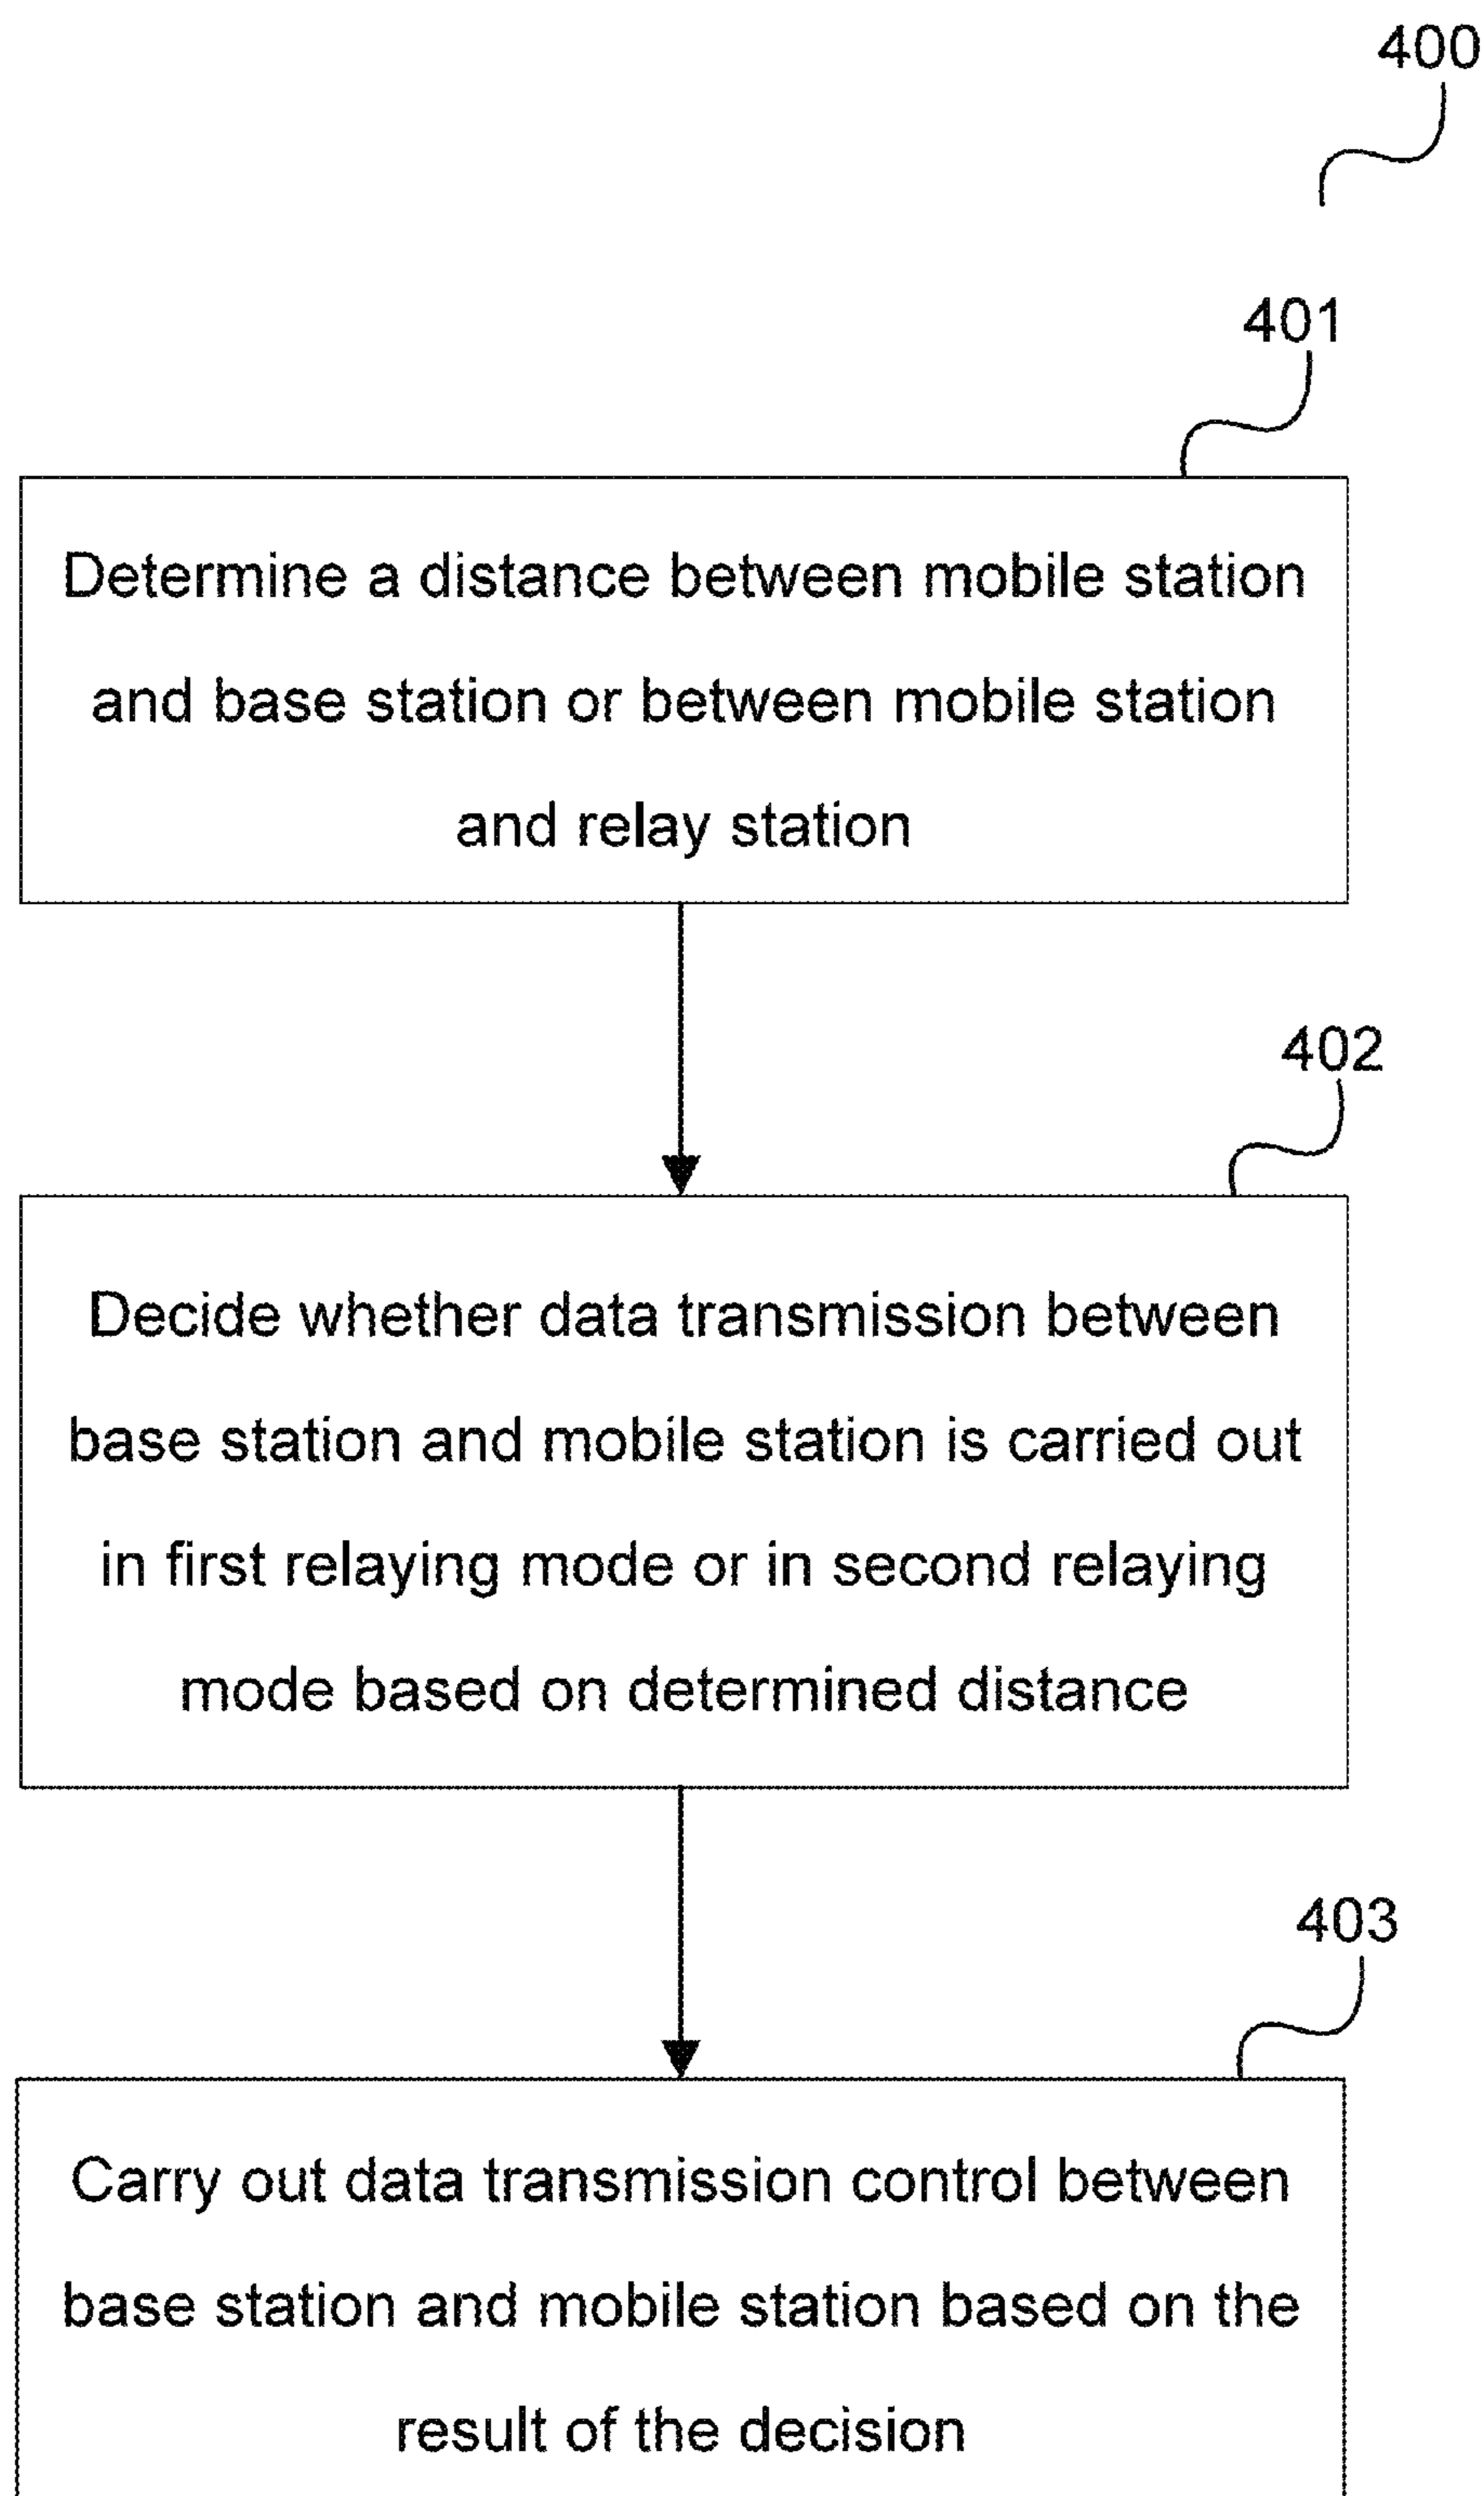 400
401
Determine a distance between mobile station
and base station or between mobile station
and relay station
402
Decide whether data transmission between
base station and mobile station is carried out
in first relaying mode or in second relaying
mode based on determined distance
403
Carry out data transmission control between
base station and mobile station based on the
result of the decision